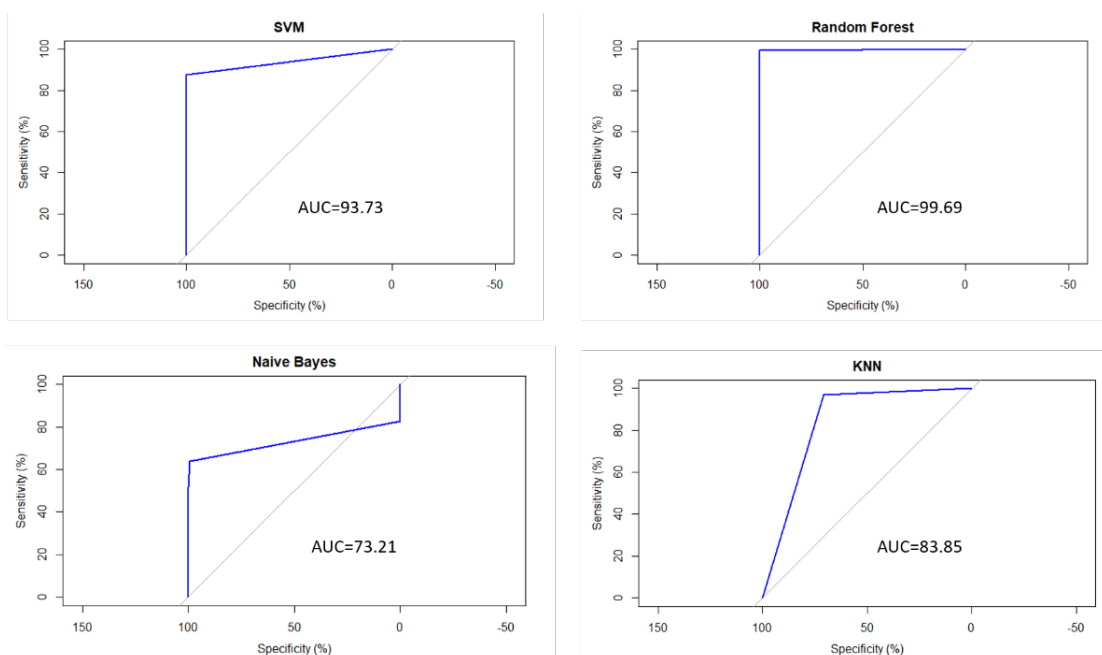 SVM
Sensitivity (%)
100
80
60
40
20
0
AUC=93.73
150 100 50 0 -50
Specificity (%)
Random Forest
Sensitivity (%)
100
80
60
40
20
0
AUC=99.69
150 100 50 0 -50
Specificity (%)
Naive Bayes
Sensitivity (%)
100
80
60
40
20
0
AUC=73.21
150 100 50 0 -50
Specificity (%)
KNN
Sensitivity (%)
100
80
60
40
20
0
AUC=83.85
150 100 50 0 -50
Specificity (%)